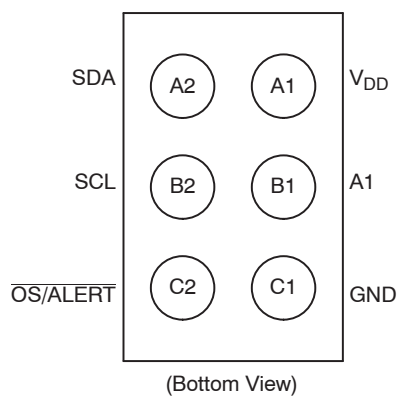 SDA A2 A1 VDD
SCL B2 B1 A1
OS/ALERT C2 C1 GND
(Bottom View)